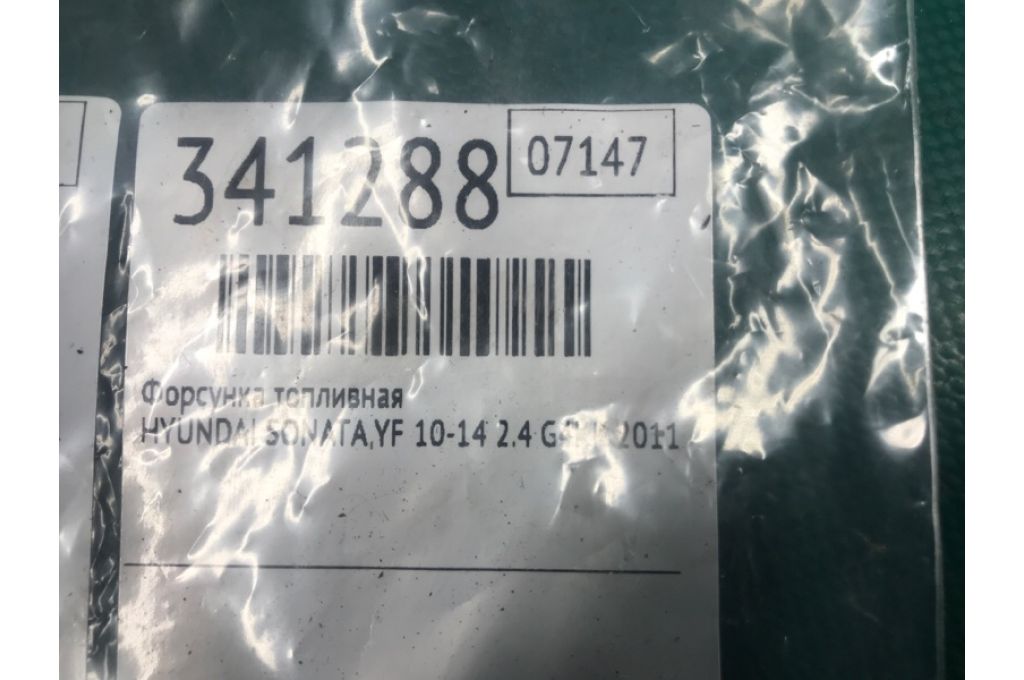 341288
07147
Форсунка топливная
HYUNDAI SONATA,YF 10-14 2.4 2011